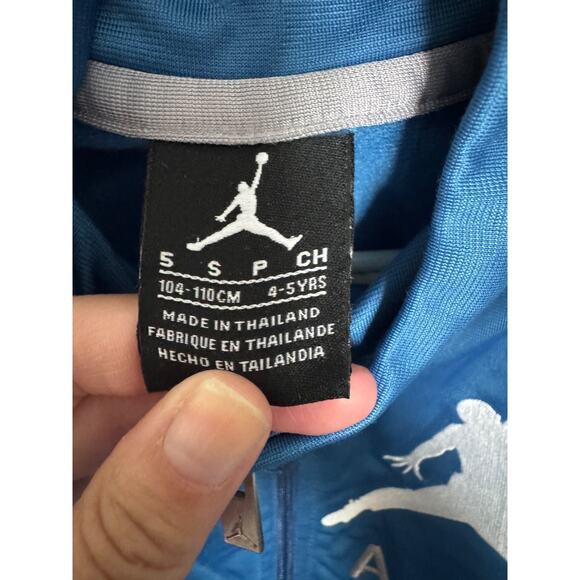 5 S P CH
104-110CM 4-5YRS
MADE IN THAILAND
FABRIQUE EN THAILANDE
HECHO EN TAILANDIA
A